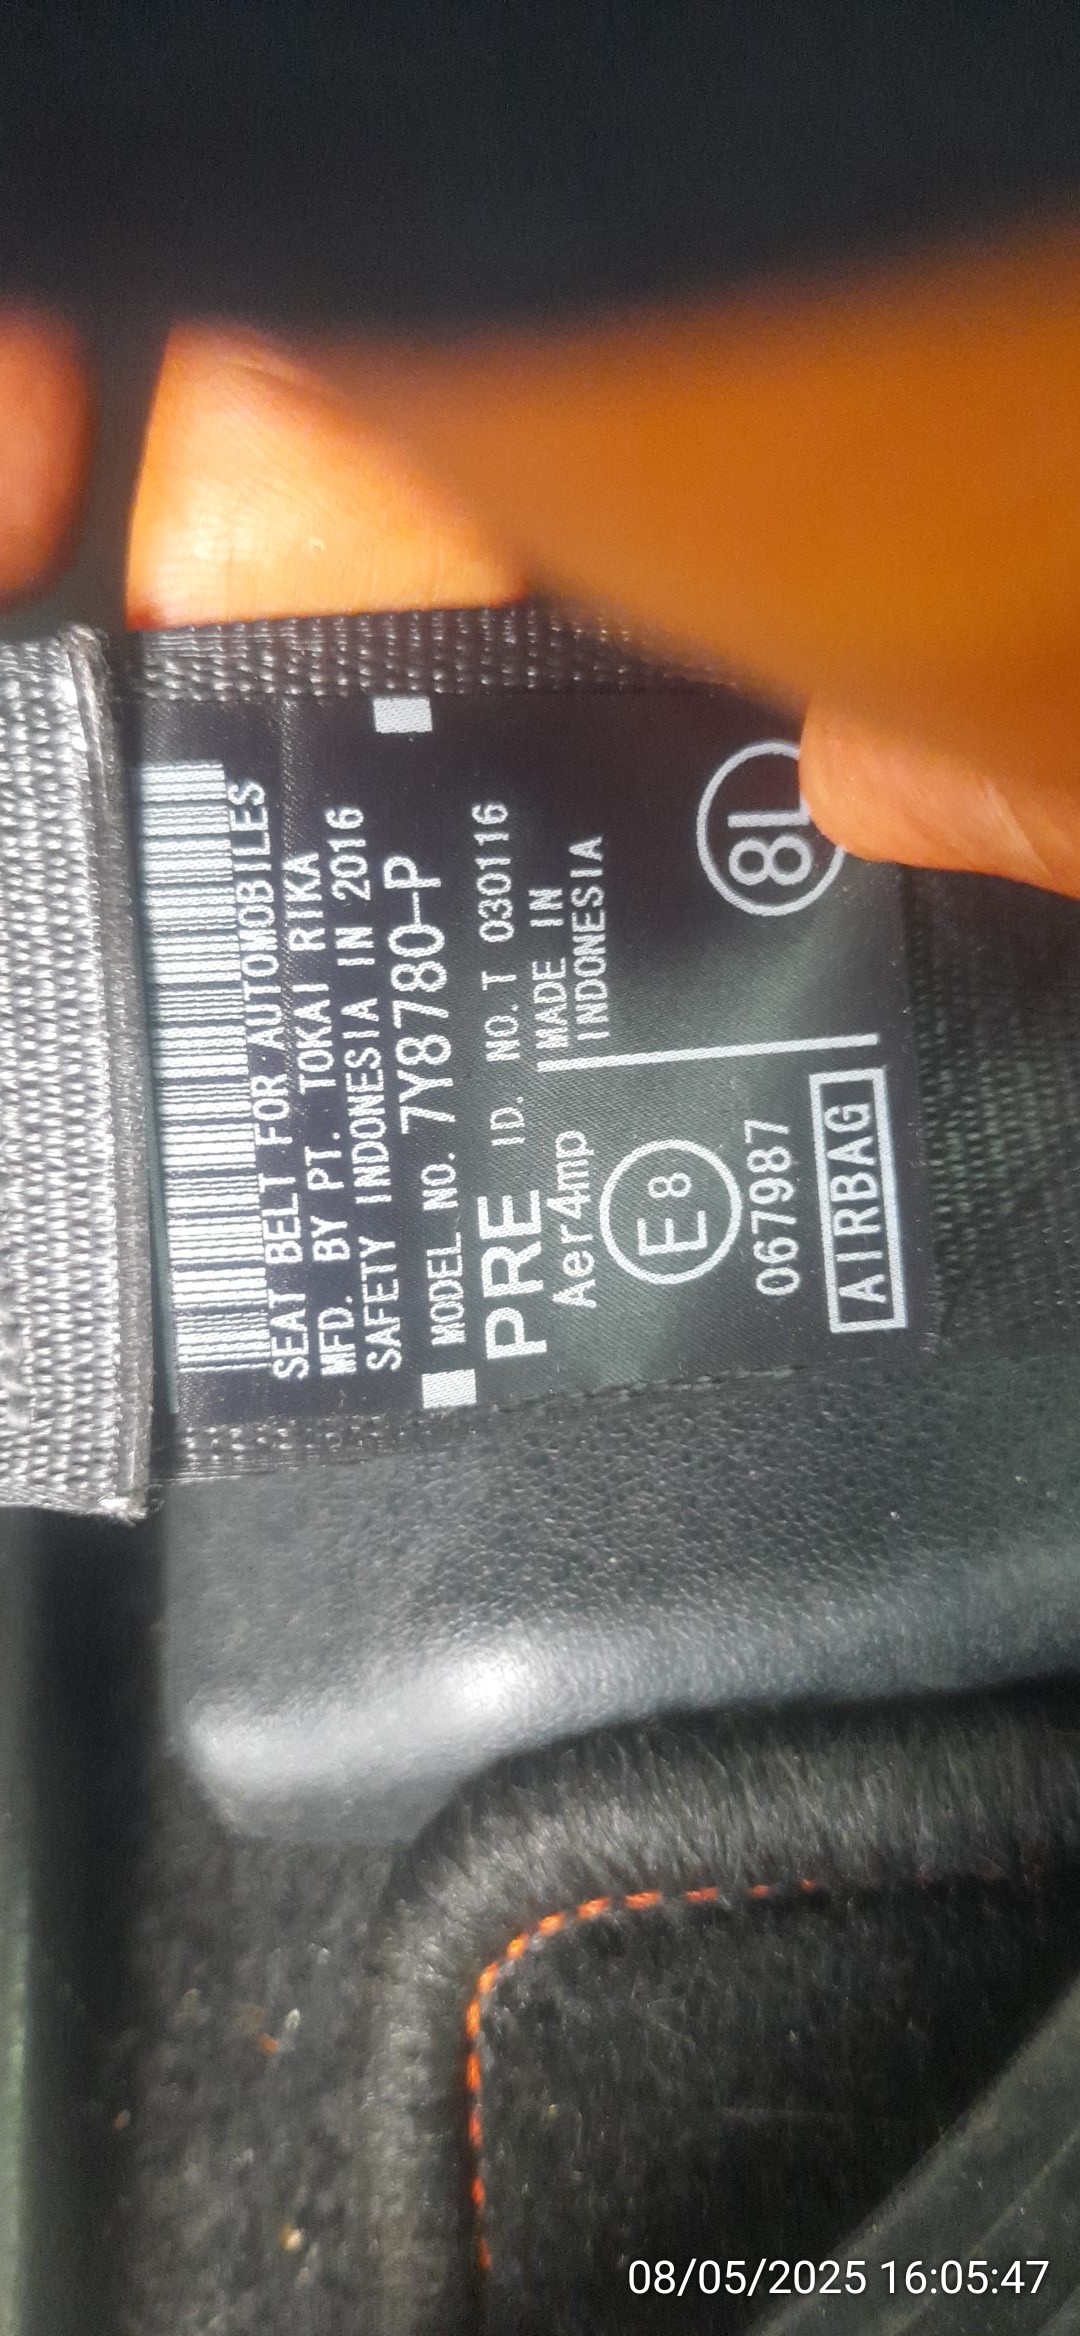 SEAT BELT FOR AUTOMOBILES
MFD. BY PT. TOKAI RIKA
SAFETY INDONESIA IN 2016
MODEL NO. 7Y8780-P
PRE ID. NO. T 030116
Aer4mp
E8
067987
AIRBAG
MADE IN
INDONESIA
8L
08/05/2025 16:05:47